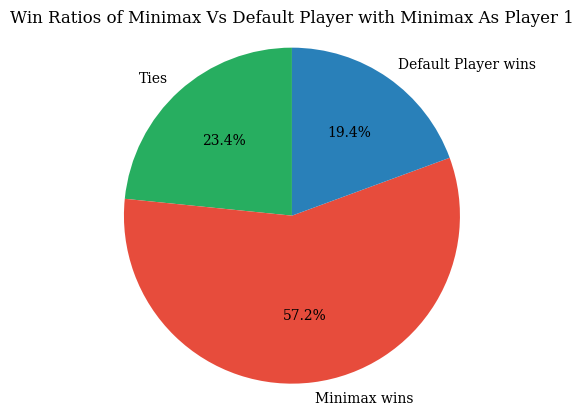 Win Ratios of Minimax Vs Default Player with Minimax As Player 1
Default Player wins
Ties
19.4%
23.4%
57.2%
Minimax wins